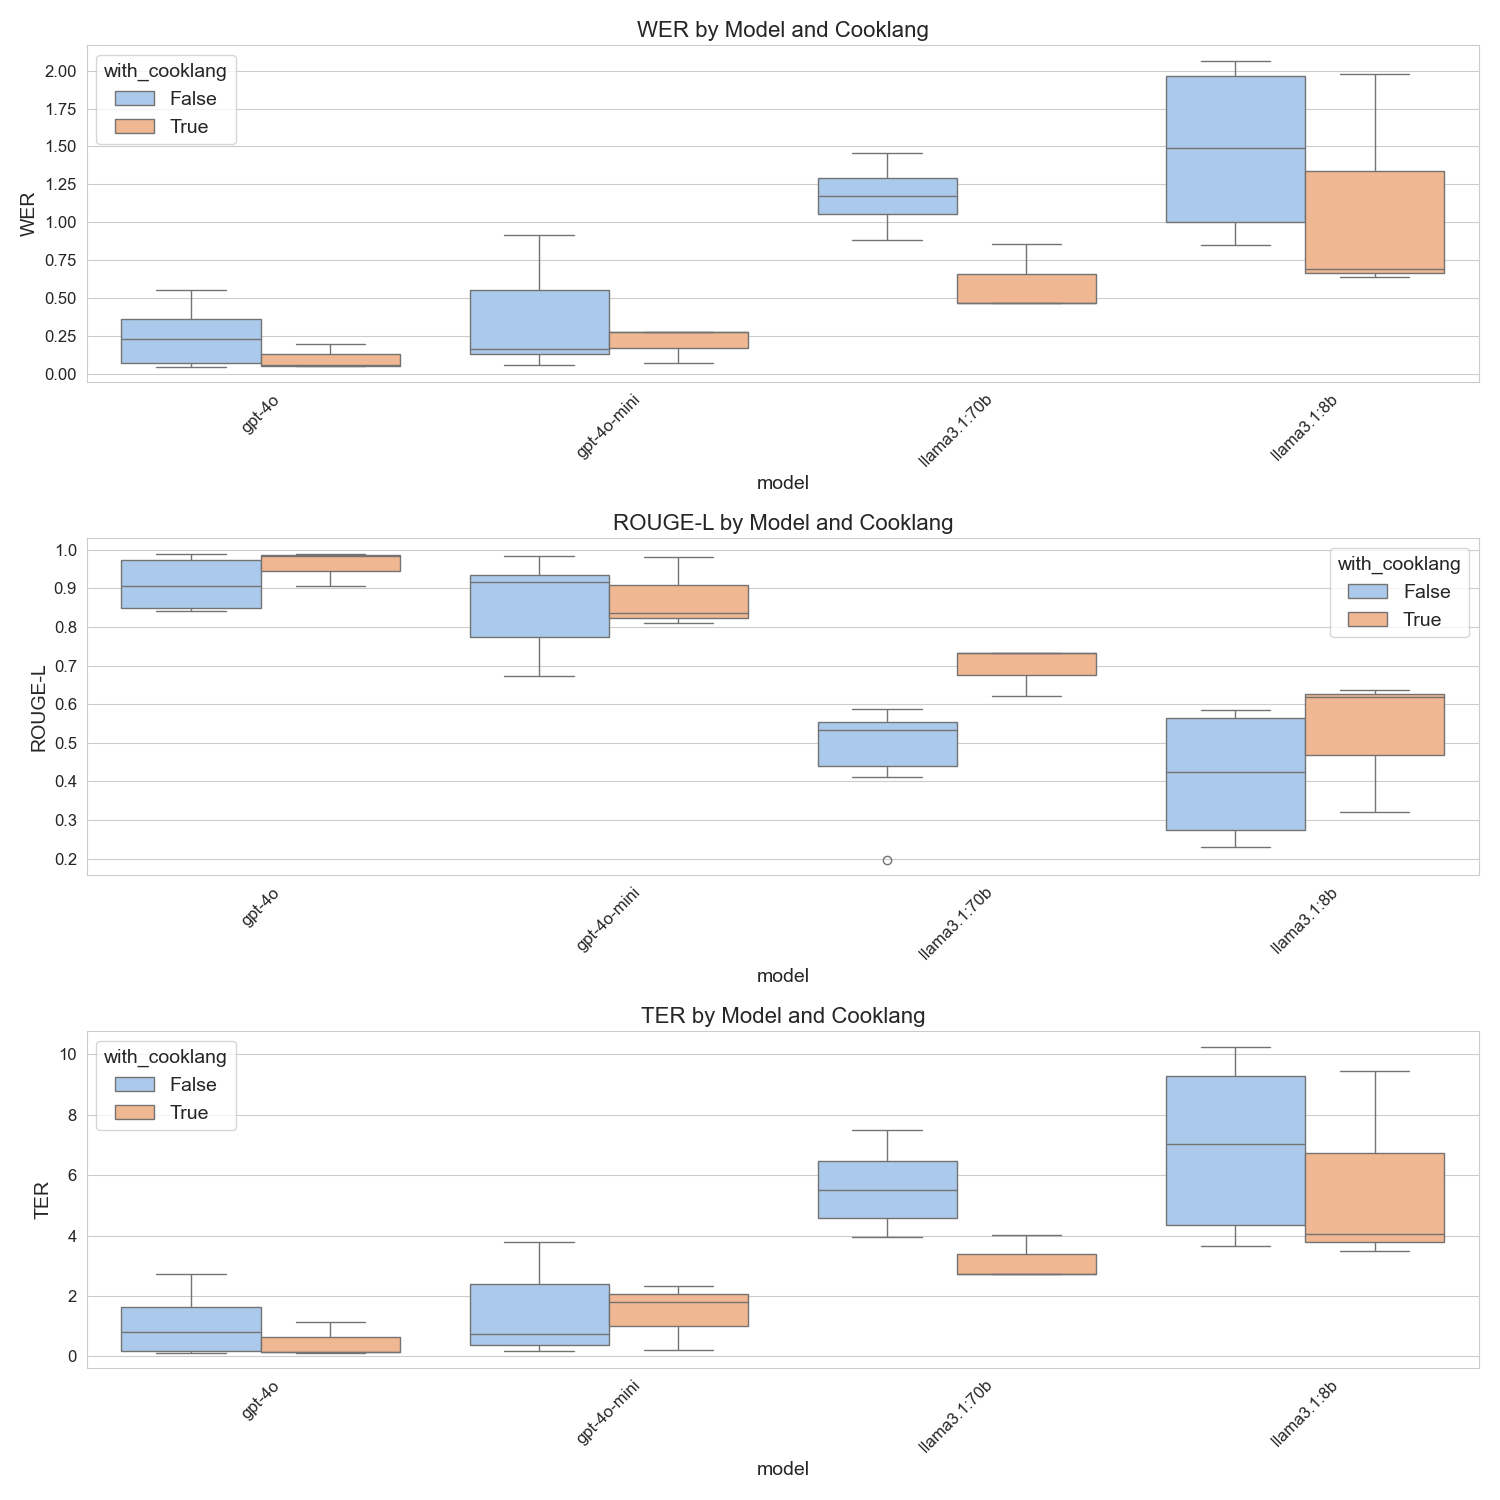 WER by Model and Cooklang
with_cooklang
False
True
2.00
1.75
1.50
1.25
1.00
0.75
0.50
0.25
0.00
WER
gpt-4o
gpt-4o-mini
llama3.1:70b
llama3.1:8b
model
ROUGE-L by Model and Cooklang
with_cooklang
False
True
1.0
0.9
0.8
0.7
0.6
0.5
0.4
0.3
0.2
ROUGE-L
gpt-4o
gpt-4o-mini
llama3.1:70b
llama3.1:8b
model
TER by Model and Cooklang
with_cooklang
False
True
10
8
6
4
2
0
TER
gpt-4o
gpt-4o-mini
llama3.1:70b
llama3.1:8b
model